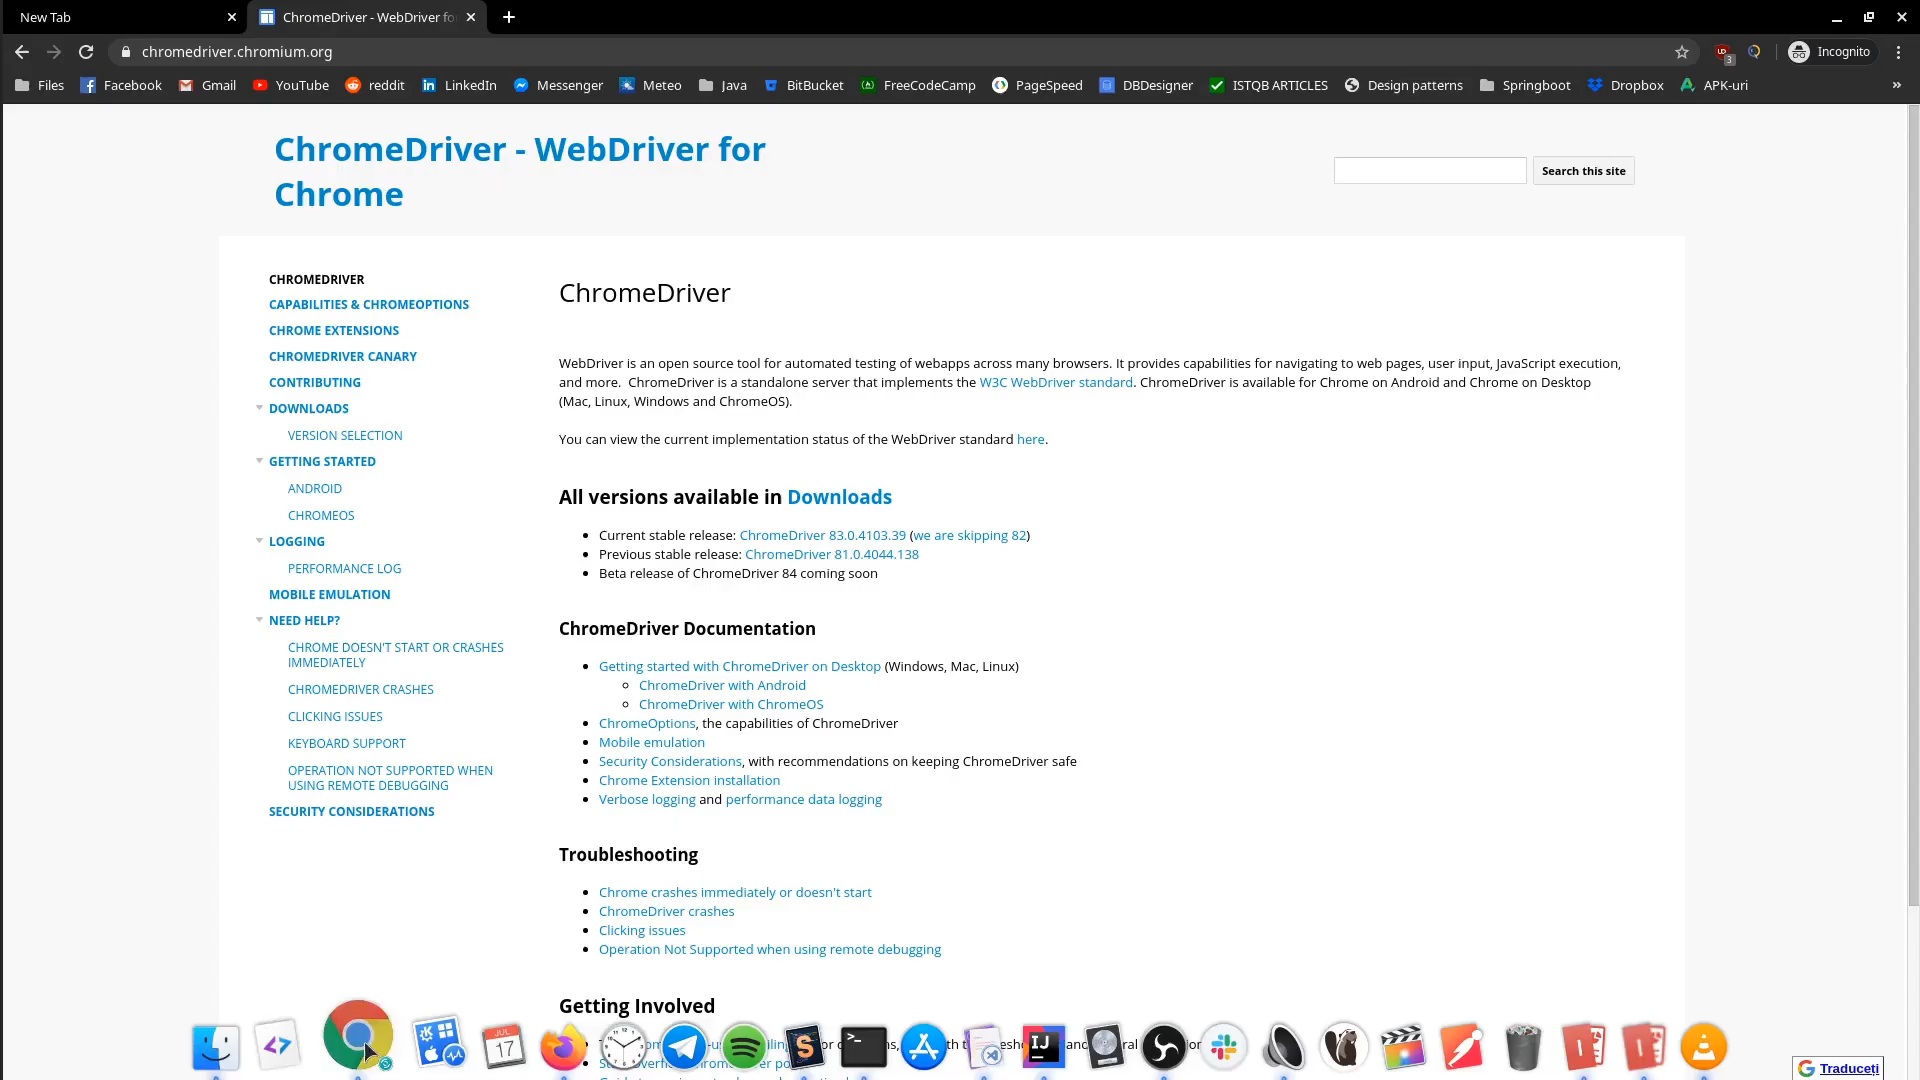 New Tab
ChromeDriver - WebDriver fo
chromedriver.chromium.org
3
Incognito
Files
Facebook
Gmail
YouTube
reddit
LinkedIn
Messenger
Meteo
Java
BitBucket
FreeCodeCamp
PageSpeed
DBDesigner
ISTQB ARTICLES
Design patterns
Springboot
Dropbox
APK-uri
»
ChromeDriver - WebDriver for
Chrome
Search this site
CHROMEDRIVER
CAPABILITIES & CHROMEOPTIONS
CHROME EXTENSIONS
CHROMEDRIVER CANARY
CONTRIBUTING
DOWNLOADS
VERSION SELECTION
GETTING STARTED
ANDROID
CHROMEOS
LOGGING
PERFORMANCE LOG
MOBILE EMULATION
NEED HELP?
CHROME DOESN'T START OR CRASHES
IMMEDIATELY
CHROMEDRIVER CRASHES
CLICKING ISSUES
KEYBOARD SUPPORT
OPERATION NOT SUPPORTED WHEN
USING REMOTE DEBUGGING
SECURITY CONSIDERATIONS
ChromeDriver
WebDriver is an open source tool for automated testing of webapps across many browsers. It provides capabilities for navigating to web pages, user input, JavaScript execution,
and more.  ChromeDriver is a standalone server that implements the W3C WebDriver standard. ChromeDriver is available for Chrome on Android and Chrome on Desktop
(Mac, Linux, Windows and ChromeOS).
You can view the current implementation status of the WebDriver standard here.
All versions available in Downloads
Current stable release: ChromeDriver 83.0.4103.39 (we are skipping 82)
Previous stable release: ChromeDriver 81.0.4044.138
Beta release of ChromeDriver 84 coming soon
ChromeDriver Documentation
Getting started with ChromeDriver on Desktop (Windows, Mac, Linux)
ChromeDriver with Android
ChromeDriver with ChromeOS
ChromeOptions, the capabilities of ChromeDriver
Mobile emulation
Security Considerations, with recommendations on keeping ChromeDriver safe
Chrome Extension installation
Verbose logging and performance data logging
Troubleshooting
Chrome crashes immediately or doesn't start
ChromeDriver crashes
Clicking issues
Operation Not Supported when using remote debugging
Getting Involved
JUL
17
IJ
Traduceți